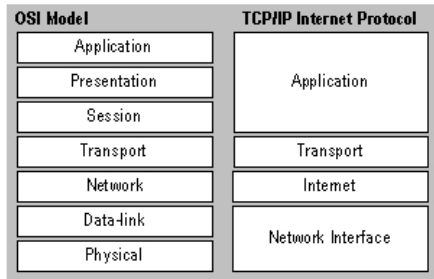 OSI Model
TCP/IP Internet Protocol
Application
Presentation
Session
Transport
Network
Data-link
Physical
Application
Transport
Internet
Network Interface